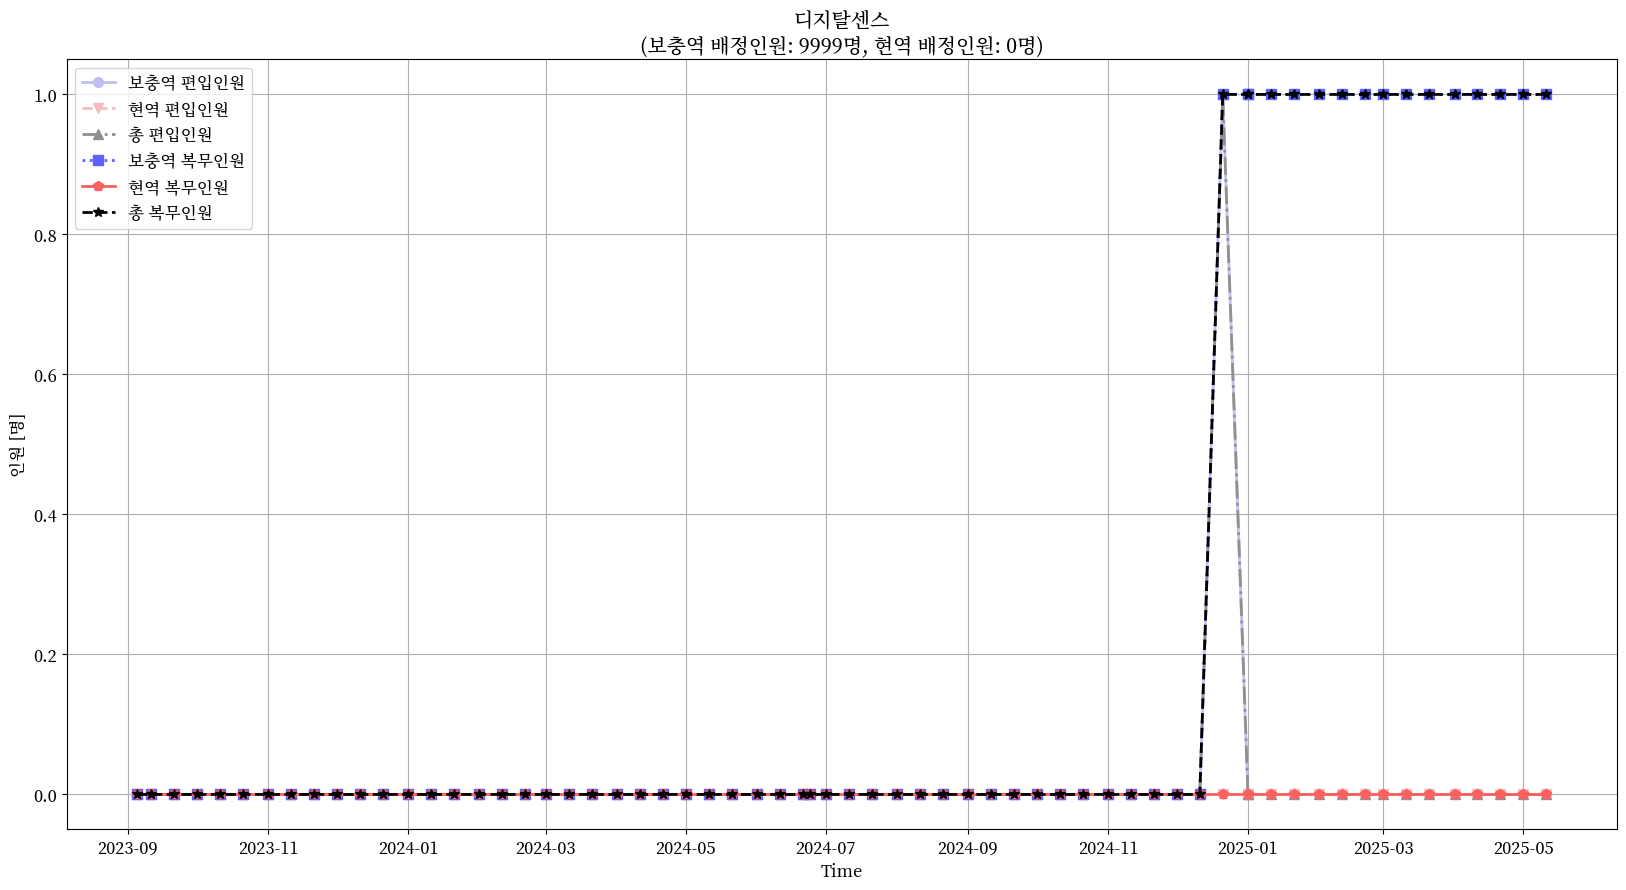 디지탈센스
(보충역 배정인원: 9999명, 현역 배정인원: 0명)
보충역 편입인원
현역 편입인원
총 편입인원
보충역 복무인원
현역 복무인원
총 복무인원
1.0
0.8
0.6
0.4
0.2
0.0
인원 [명]
2023-09 2023-11 2024-01 2024-03 2024-05 2024-07 2024-09 2024-11 2025-01 2025-03 2025-05
Time